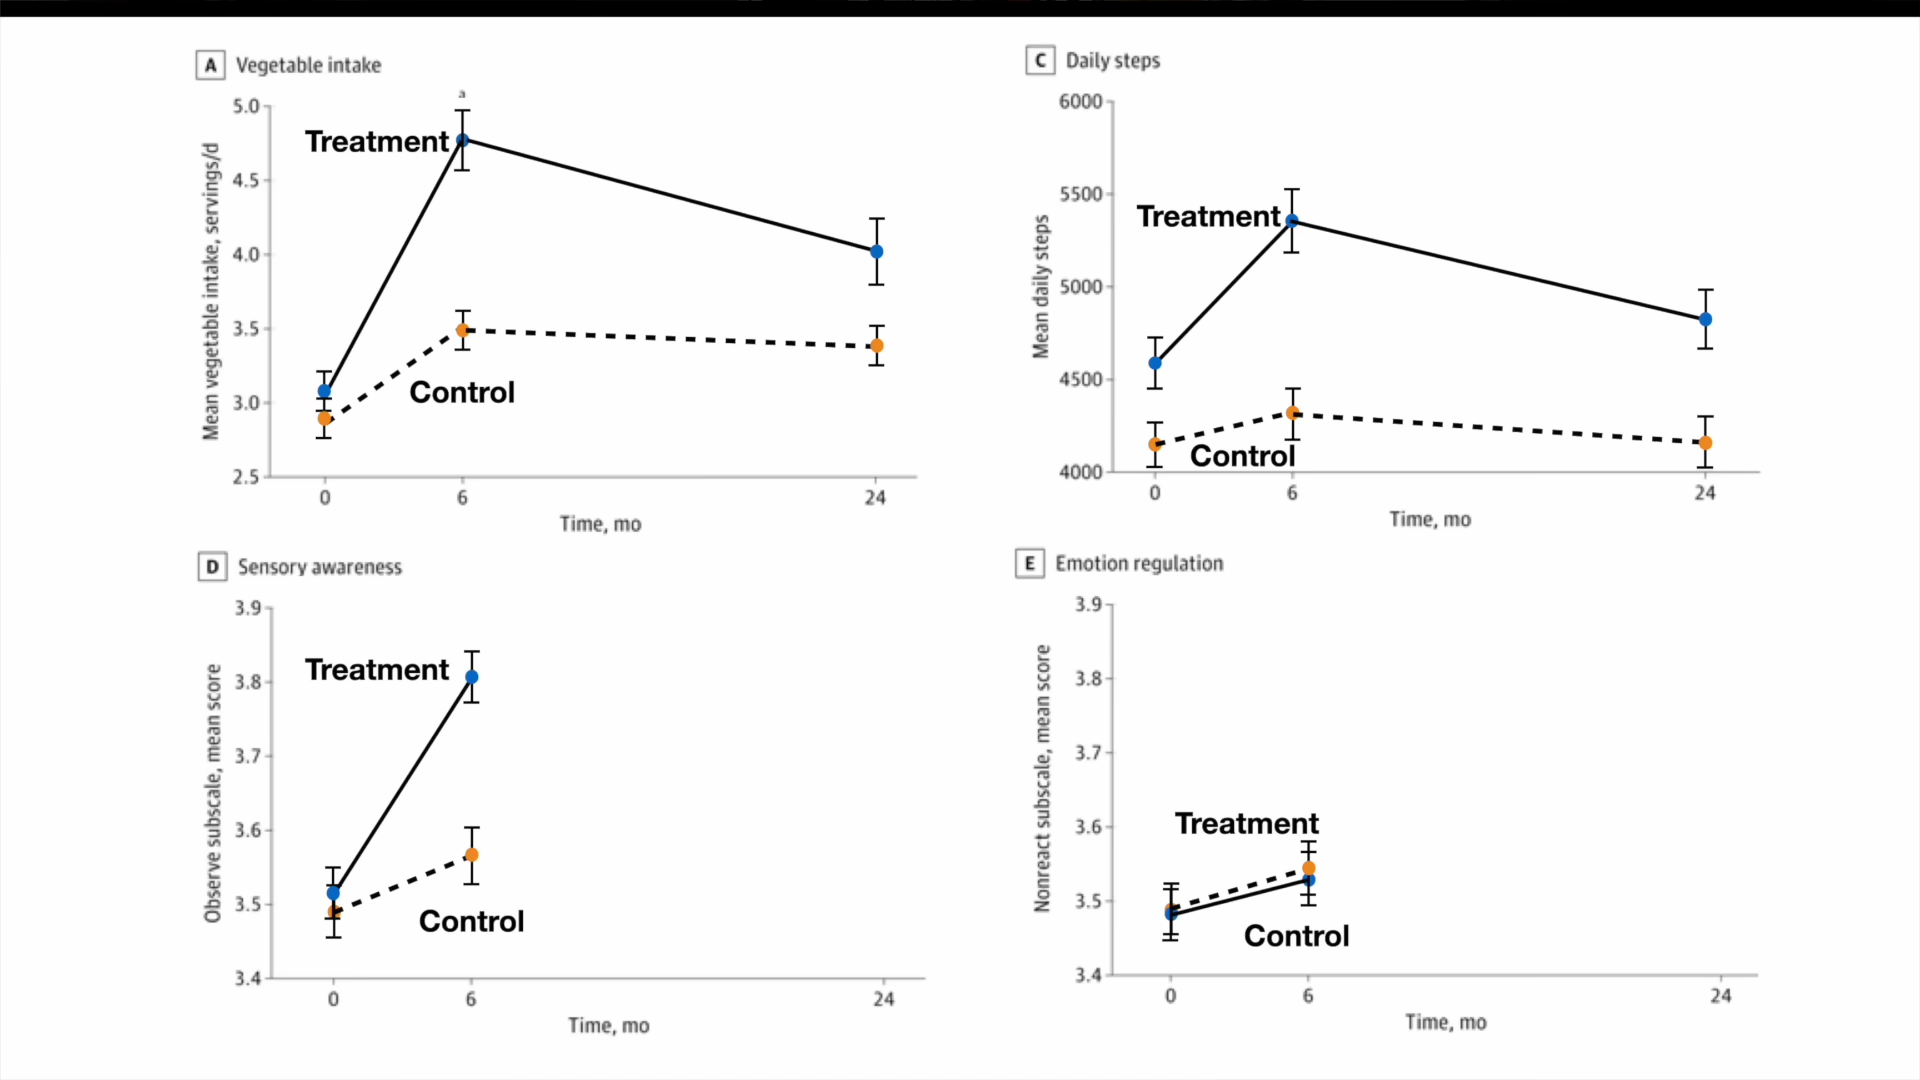 A Vegetable intake
a
5.0
4.5
4.0
3.5
3.0
2.5
Mean vegetable intake, servings/d
Treatment
Control
0 6 24
Time, mo
C Daily steps
6000
5500
5000
4500
4000
Mean daily steps
Treatment
Control
0 6 24
Time, mo
D Sensory awareness
3.9
3.8
3.7
3.6
3.5
3.4
Observe subscale, mean score
Treatment
Control
0 6 24
Time, mo
E Emotion regulation
3.9
3.8
3.7
3.6
3.5
3.4
Nonreact subscale, mean score
Treatment
Control
0 6 24
Time, mo